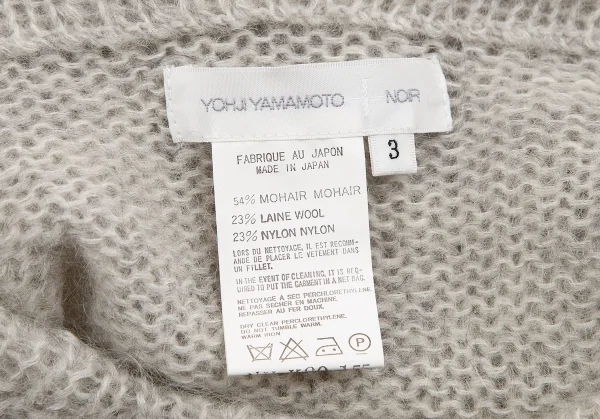 YOHJI YAMAMOTO NOIR
3
FABRIQUE AU JAPON
MADE IN JAPAN
54% MOHAIR MOHAIR
23% LAINE WOOL
23% NYLON NYLON
LORS DU NETTOYAGE, IL EST RECOMM-
ANDE DE PLACER LE VETEMENT DANS
UN FILLET.
IN THE EVENT OF CLEANING, IT IS REQ-
UIRED TO PUT THE GARMENT IN A NET BAG.
NETTOYAGE A SEC PERCHLORETHYLENE.
NE PAS SECHER EN MACHINE.
REPASSER AU FER DOUX.
DRY CLEAN PERCLORETHYLENE.
DO NOT TUMBLE WARM.
WARM IRON.
P